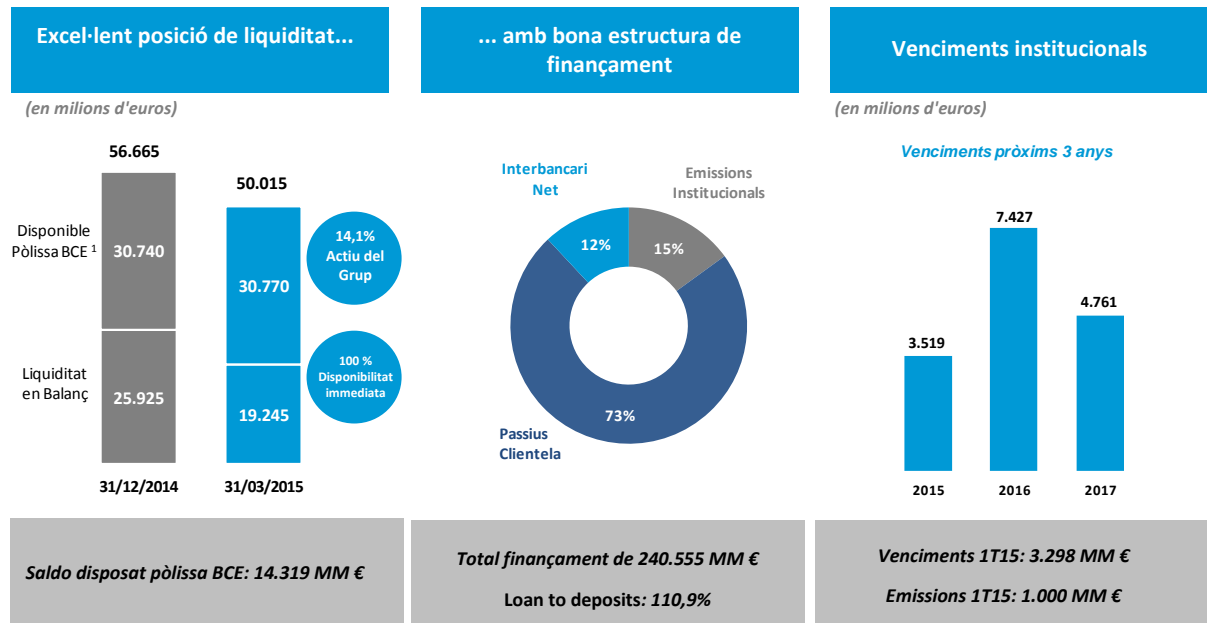 Excel·lent posició de liquiditat...
(en milions d'euros)
56.665
50.015
Disponible
Pòlissa BCE 1
30.740
30.770
14,1%
Actiu del
Grup
Liquiditat
en Balanç
25.925
19.245
100 %
Disponibilitat
immediata
31/12/2014
31/03/2015
Saldo disposat pòlissa BCE: 14.319 MM €
... amb bona estructura de
finançament
Interbancari
Net
Emissions
Institucionals
12%
15%
73%
Passius
Clientela
Total finançament de 240.555 MM €
Loan to deposits: 110,9%
Venciments institucionals
(en milions d'euros)
Venciments pròxims 3 anys
3.519
7.427
4.761
2015
2016
2017
Venciments 1T15: 3.298 MM €
Emissions 1T15: 1.000 MM €